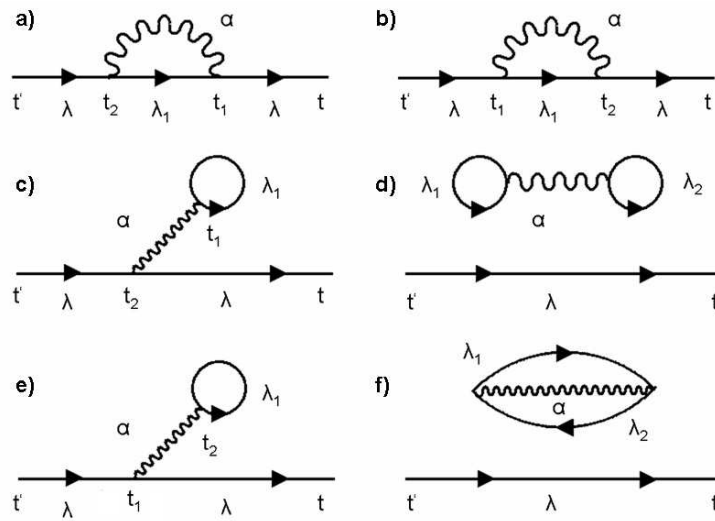 a) α
t‘ λ t₂ λ₁ t₁ λ t
b) α
t‘ λ t₁ λ₁ t₂ λ t
c) λ₁
α t₁
t‘ λ t₂ λ t
d) λ₁ α λ₂
t‘ λ t
e) λ₁
α t₂
t‘ λ t₁ λ t
f) λ₁
α
λ₂
t‘ λ t